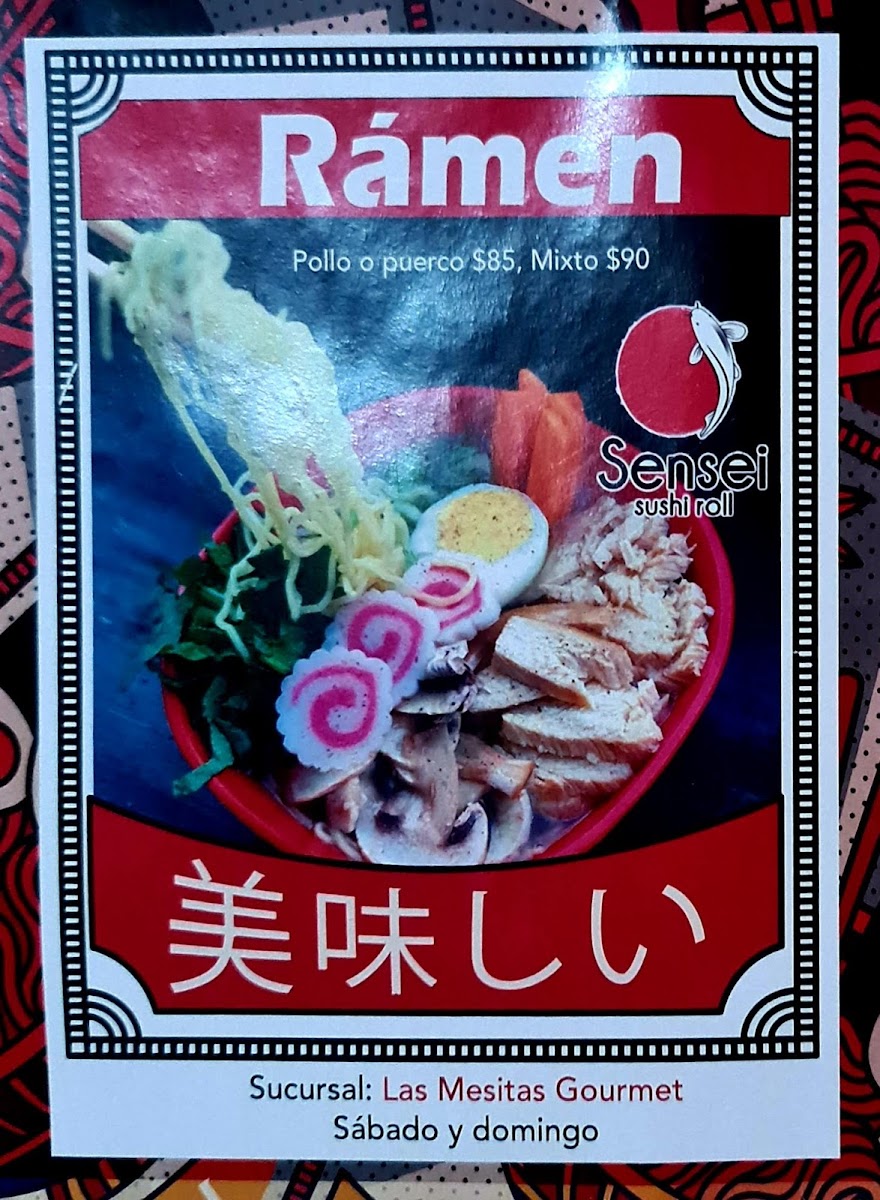 Rámen
Pollo o puerco $85, Mixto $90
Sensei
sushi roll
美味しい
Sucursal: Las Mesitas Gourmet
Sábado y domingo